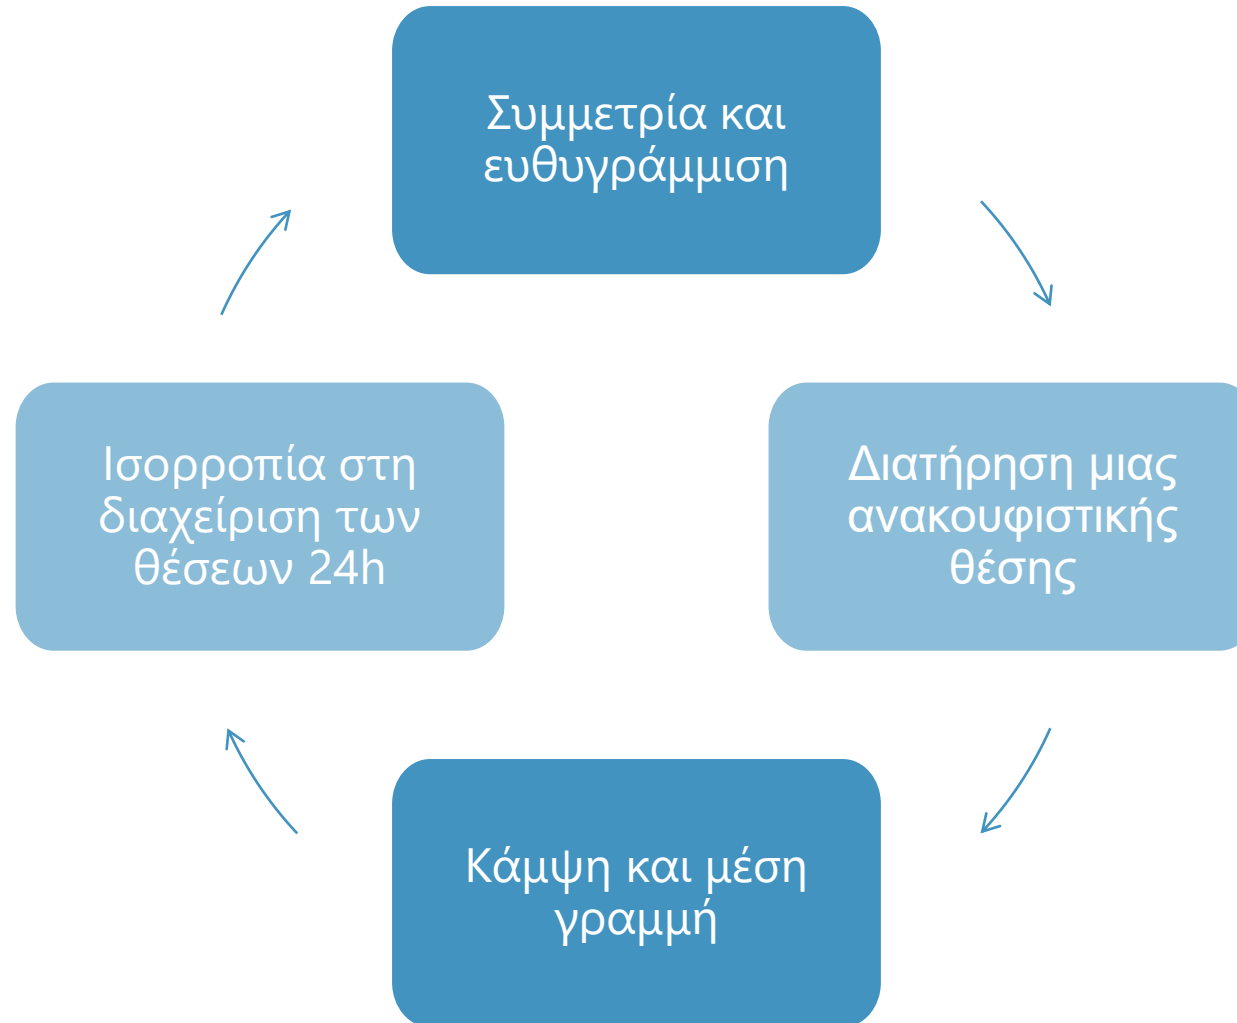 Συμμετρία και
ευθυγράμμιση
Ισορροπία στη
διαχείριση των
θέσεων 24h
Διατήρηση μιας
ανακουφιστικής
θέσης
Κάμψη και μέση
γραμμή